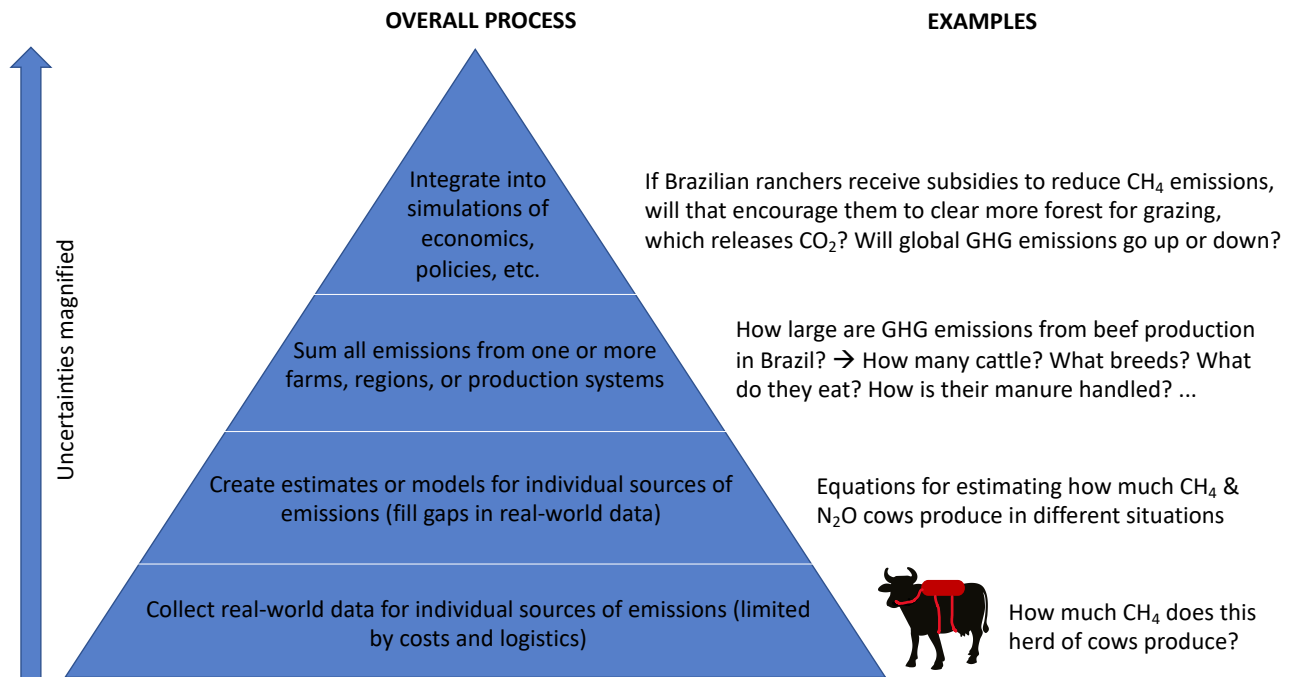 OVERALL PROCESS
EXAMPLES
Uncertainties magnified
Integrate into
simulations of
economics,
policies, etc.
If Brazilian ranchers receive subsidies to reduce CH₄ emissions,
will that encourage them to clear more forest for grazing,
which releases CO₂? Will global GHG emissions go up or down?
Sum all emissions from one or more
farms, regions, or production systems
How large are GHG emissions from beef production
in Brazil? → How many cattle? What breeds? What
do they eat? How is their manure handled? ...
Create estimates or models for individual sources of
emissions (fill gaps in real-world data)
Equations for estimating how much CH₄ &
N₂O cows produce in different situations
Collect real-world data for individual sources of emissions (limited
by costs and logistics)
How much CH₄ does this
herd of cows produce?